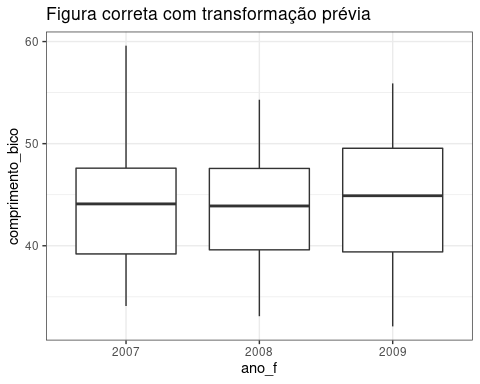 Figura correta com transformação prévia
60
50
40
comprimento_bico
2007 2008 2009
ano_f